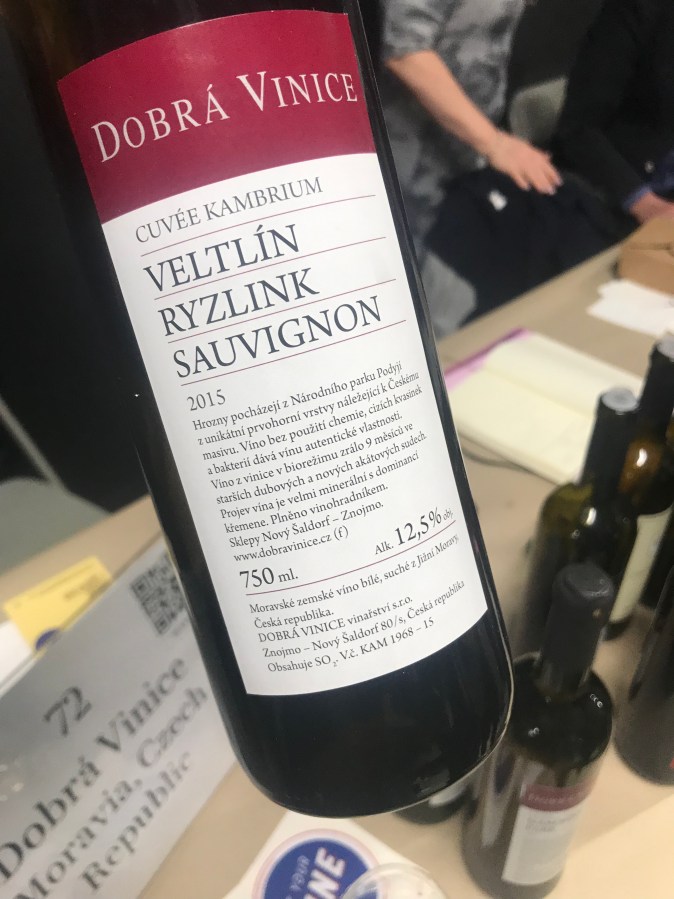 DOBRÁ VINICE
CUVÉE KAMBRIUM
VELTLÍN
RYZLINK
SAUVIGNON
2015
Hrozny pocházejí z Národního parku Podyjí
z unikátní prvohorní vrstvy náležející k Českému
masivu. Víno bez použití chemie, cizích kvasinek
a bakterií dává vínu autentické vlastnosti.
Víno z vinice v biorežimu zrálo 9 měsíců ve
starších dubových a nových akátových sudech.
Projev vína je velmi minerální s dominancí
křemene. Plněno vinohradníkem.
Sklepy Nový Šaldorf – Znojmo.
www.dobravinice.cz (f)
750 ml.
Alk. 12,5% obj.
Moravské zemské víno bílé, suché z Jižní Moravy,
Česká republika.
DOBRÁ VINICE vinařství s.r.o.
Znojmo – Nový Šaldorf 80/s, Česká republika
Obsahuje SO₂. V.č. KAM 1968 – 15
72
Dobrá Vinice
Moravia, Czech
Republic
YOUR